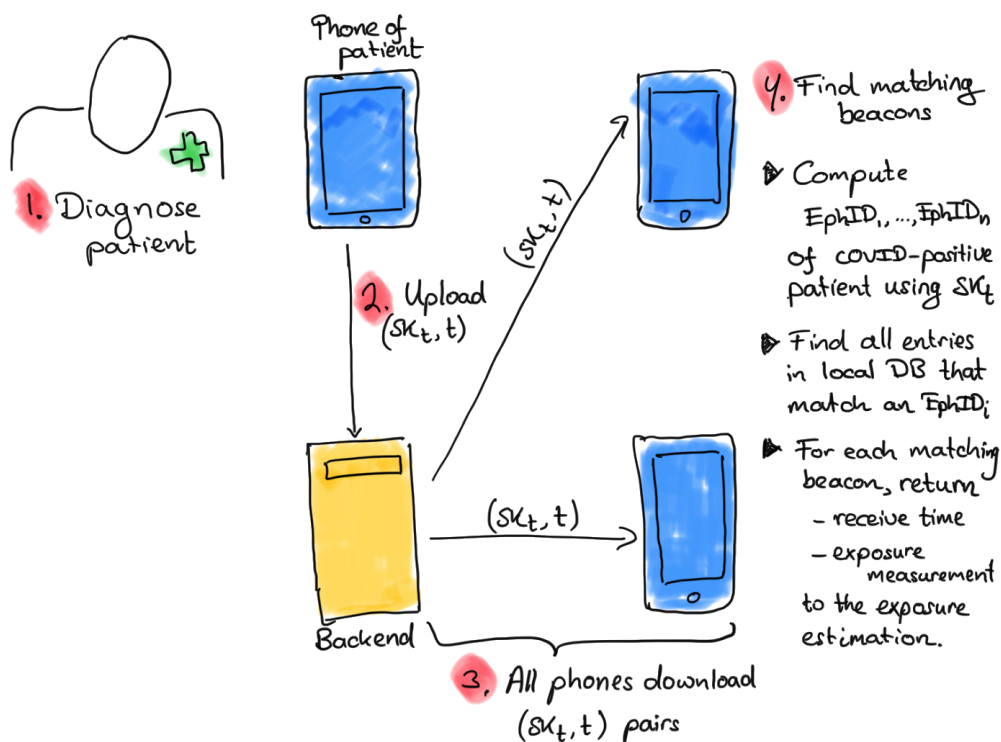 Phone of
patient
1. Diagnose
patient
2. Upload
(SKt, t)
(SKt, t)
(SKt, t)
Backend
3. All phones download
(SKt, t) pairs
4. Find matching
beacons
Compute
EphID1, ..., EphIDn
of COVID-positive
patient using SKt
Find all entries
in local DB that
match an EphIDi
For each matching
beacon, return
- receive time
- exposure
measurement
to the exposure
estimation.